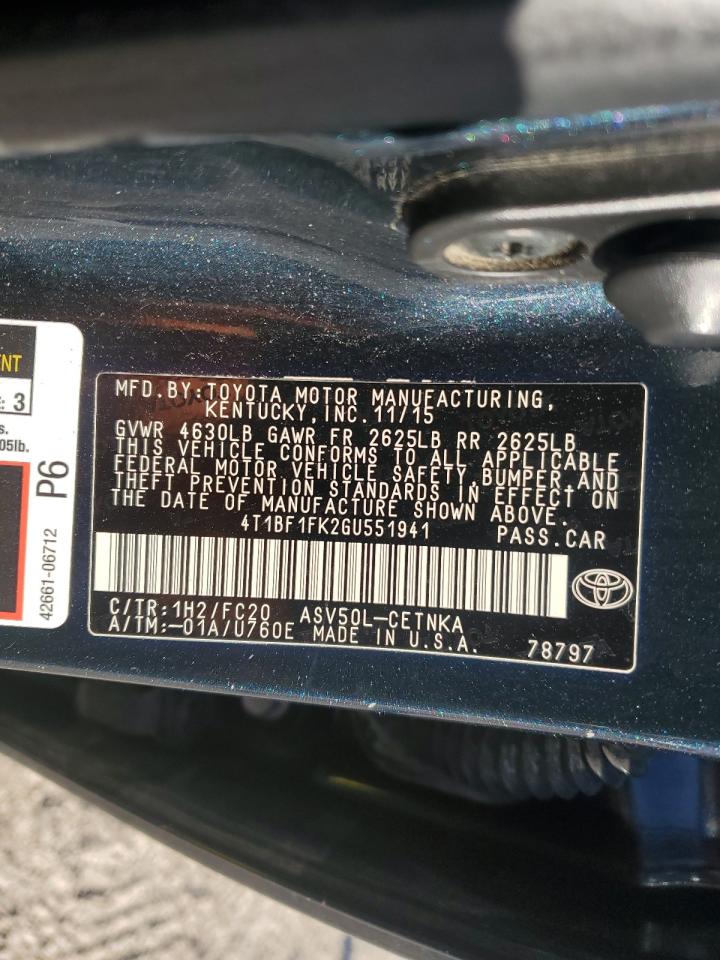 NT
: 3
s.
05lb.
P6
42661-06712
MFD.BY:TOYOTA MOTOR MANUFACTURING,
KENTUCKY,INC.11/15
GVWR 4630LB GAWR FR 2625LB RR 2625LB
THIS VEHICLE CONFORMS TO ALL APPLICABLE
FEDERAL MOTOR VEHICLE SAFETY,BUMPER,AND
THEFT PREVENTION STANDARDS IN EFFECT ON
THE DATE OF MANUFACTURE SHOWN ABOVE.
4T1BF1FK2GU551941 PASS.CAR
C/TR:1H2/FC20 ASV50L-CETNKA
A/TM:-01A/U760E MADE IN U.S.A. 78797